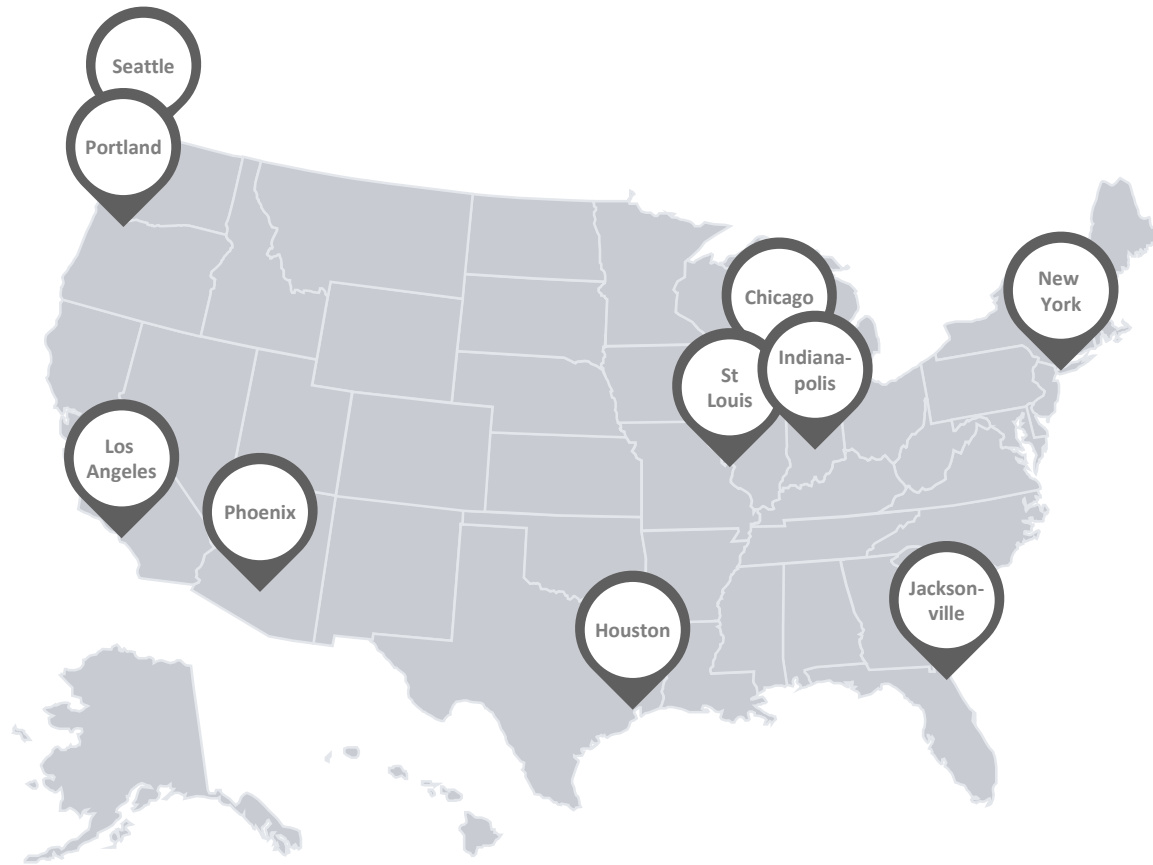 Seattle
Portland
Chicago
New
York
Indiana-
polis
St
Louis
Los
Angeles
Phoenix
Jackson-
ville
Houston